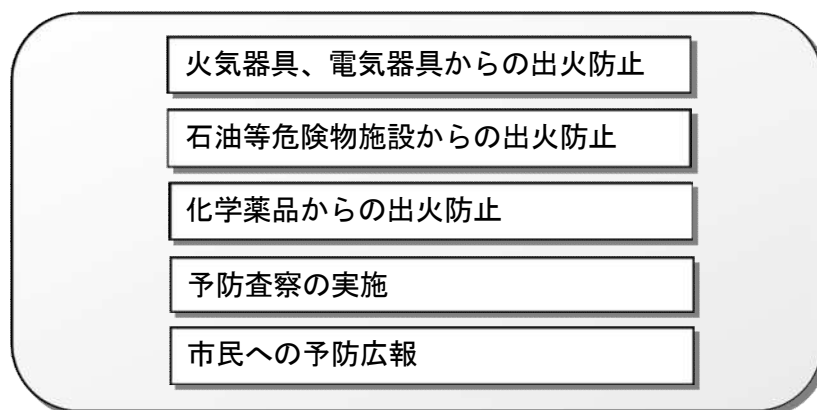 火気器具、電気器具からの出火防止
石油等危険物施設からの出火防止
化学薬品からの出火防止
予防査察の実施
市民への予防広報